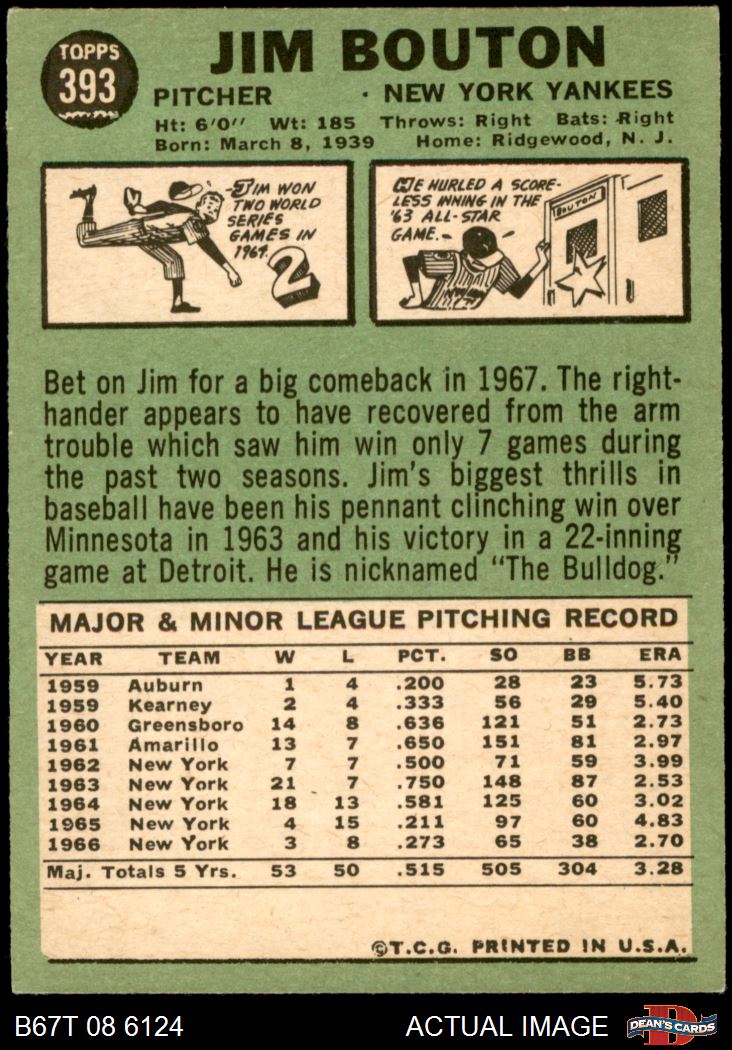 TOPPS
393
JIM BOUTON
PITCHER · NEW YORK YANKEES
Ht: 6'0'' Wt: 185 Throws: Right Bats: Right
Born: March 8, 1939 Home: Ridgewood, N. J.
JIM WON
TWO WORLD
SERIES
GAMES IN
1964.
2
HE HURLED A SCORE-
LESS INNING IN THE
'63 ALL-STAR
GAME.
BOUTON
Bet on Jim for a big comeback in 1967. The right-
hander appears to have recovered from the arm
trouble which saw him win only 7 games during
the past two seasons. Jim's biggest thrills in
baseball have been his pennant clinching win over
Minnesota in 1963 and his victory in a 22-inning
game at Detroit. He is nicknamed "The Bulldog."
MAJOR & MINOR LEAGUE PITCHING RECORD
YEAR TEAM W L PCT. SO BB ERA
1959 Auburn 1 4 .200 28 23 5.73
1959 Kearney 2 4 .333 56 29 5.40
1960 Greensboro 14 8 .636 121 51 2.73
1961 Amarillo 13 7 .650 151 81 2.97
1962 New York 7 7 .500 71 59 3.99
1963 New York 21 7 .750 148 87 2.53
1964 New York 18 13 .581 125 60 3.02
1965 New York 4 15 .211 97 60 4.83
1966 New York 3 8 .273 65 38 2.70
Maj. Totals 5 Yrs. 53 50 .515 505 304 3.28
©T.C.G. PRINTED IN U.S.A.
B67T 08 6124 ACTUAL IMAGE DEAN'S CARDS